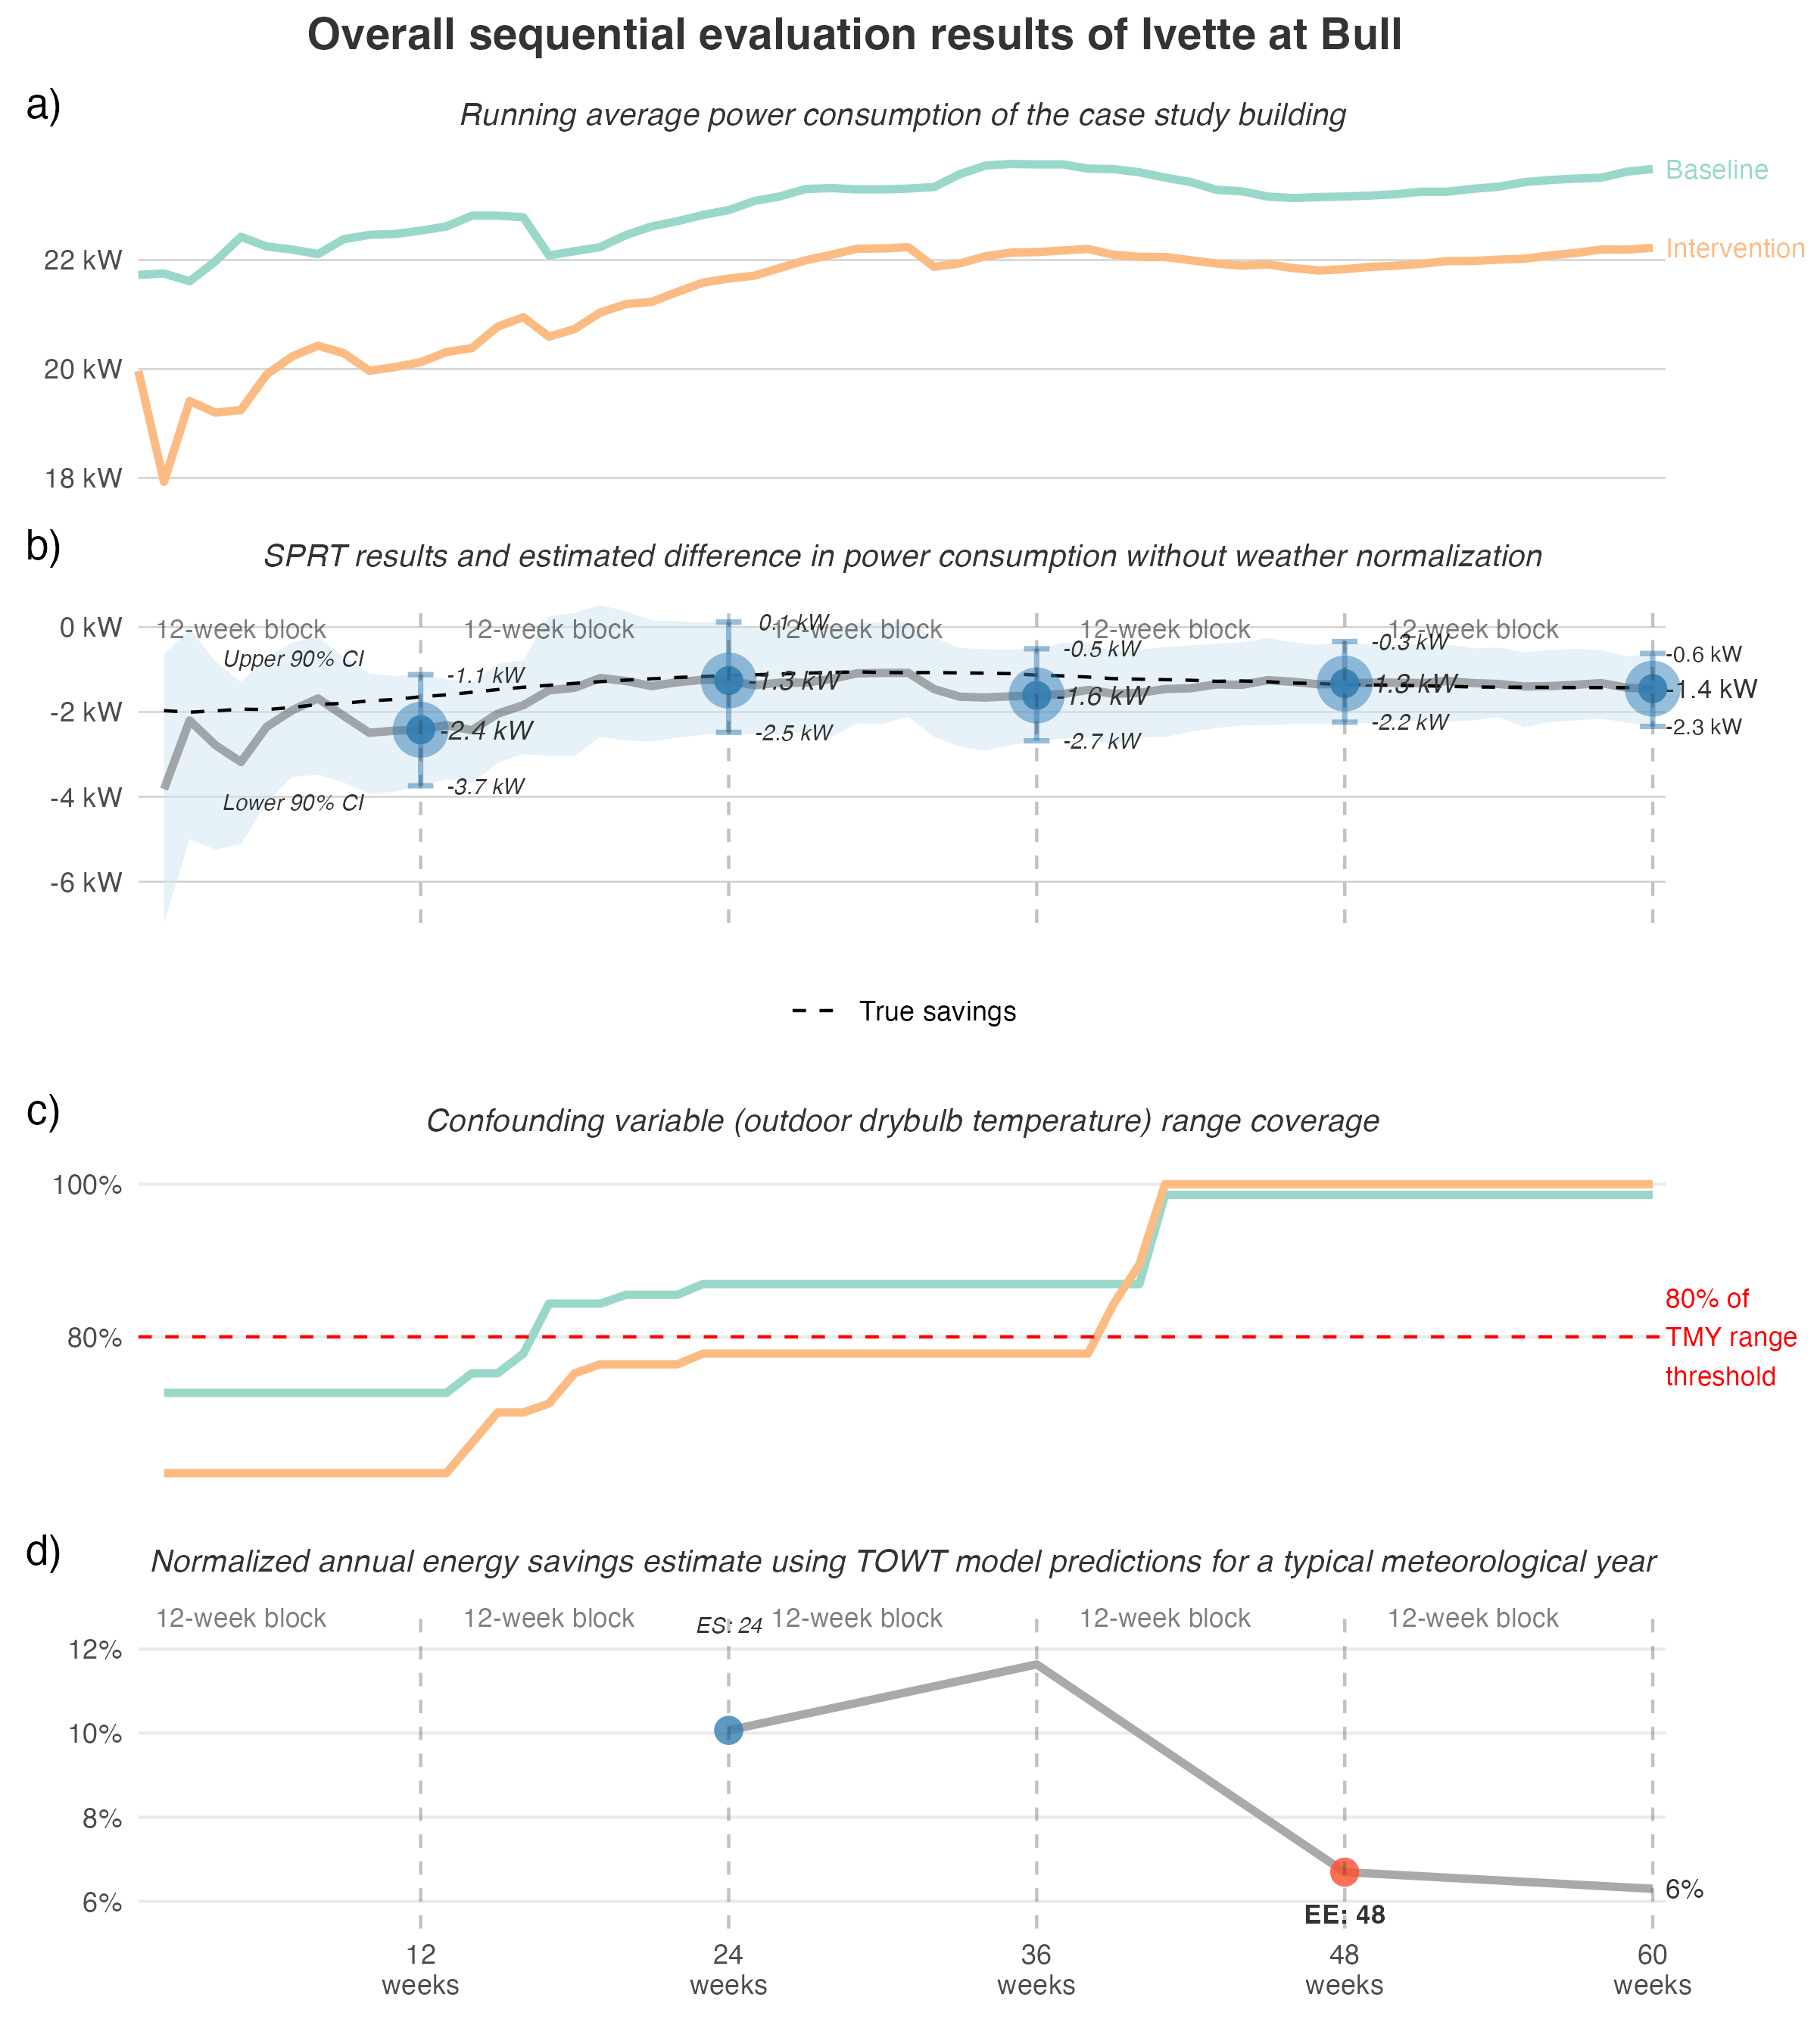 Overall sequential evaluation results of Ivette at Bull
a)
Running average power consumption of the case study building
Baseline
22 kW
Intervention
20 kW
18 kW
b)
SPRT results and estimated difference in power consumption without weather normalization
0 kW
12-week block
12-week block
12-week block
12-week block
12-week block
Upper 90% CI
-1.1 kW
0.1 kW
-0.5 kW
-0.3 kW
-0.6 kW
-2 kW
-2.4 kW
-1.3 kW
-1.6 kW
-1.3 kW
-1.4 kW
-3.7 kW
-2.5 kW
-2.7 kW
-2.2 kW
-2.3 kW
-4 kW
Lower 90% CI
-6 kW
True savings
c)
Confounding variable (outdoor drybulb temperature) range coverage
100%
80%
80% of
TMY range
threshold
d)
Normalized annual energy savings estimate using TOWT model predictions for a typical meteorological year
12-week block
12-week block
ES: 24
12-week block
12-week block
12-week block
12%
10%
8%
6%
6%
EE: 48
12
weeks
24
weeks
36
weeks
48
weeks
60
weeks